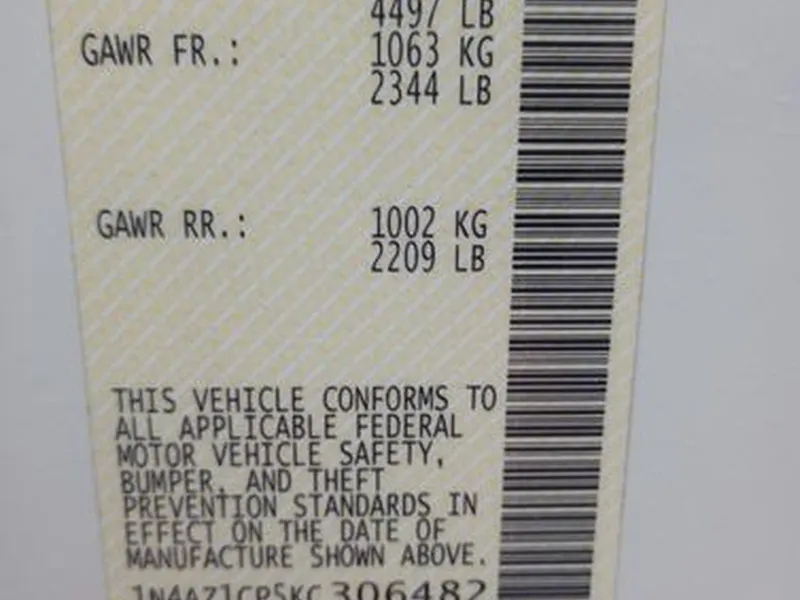 4497 LB
GAWR FR.: 1063 KG
2344 LB
GAWR RR.: 1002 KG
2209 LB
THIS VEHICLE CONFORMS TO
ALL APPLICABLE FEDERAL
MOTOR VEHICLE SAFETY,
BUMPER, AND THEFT
PREVENTION STANDARDS IN
EFFECT ON THE DATE OF
MANUFACTURE SHOWN ABOVE.
1N4AZ1CP5KC306482